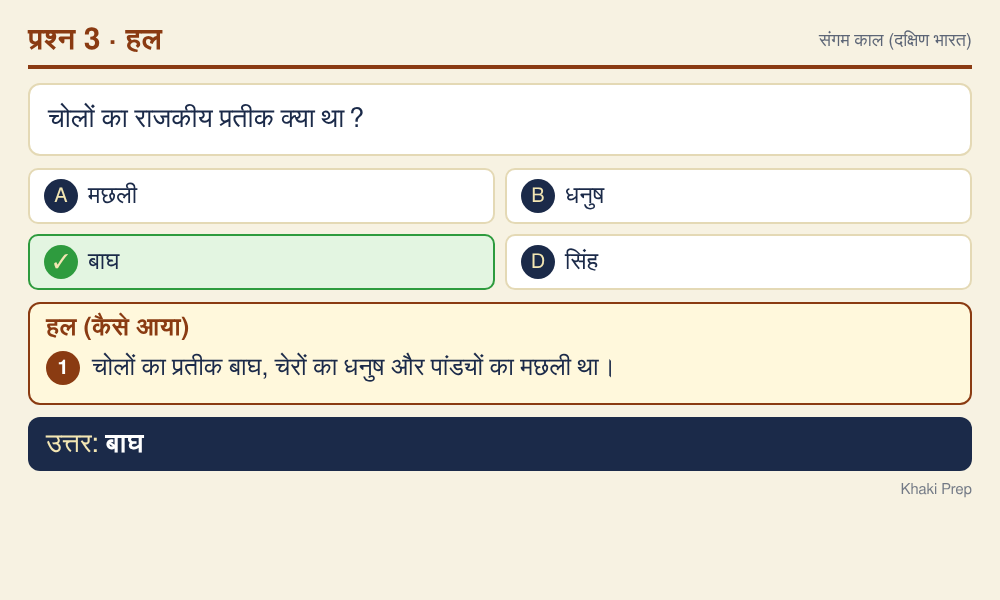 प्रश्न 3 · हल
संगम काल (दक्षिण भारत)
चोलों का राजकीय प्रतीक क्या था ?
A मछली
B धनुष
✓ बाघ
D सिंह
हल (कैसे आया)
1 चोलों का प्रतीक बाघ, चेरों का धनुष और पांड्यों का मछली था।
उत्तर: बाघ
Khaki Prep